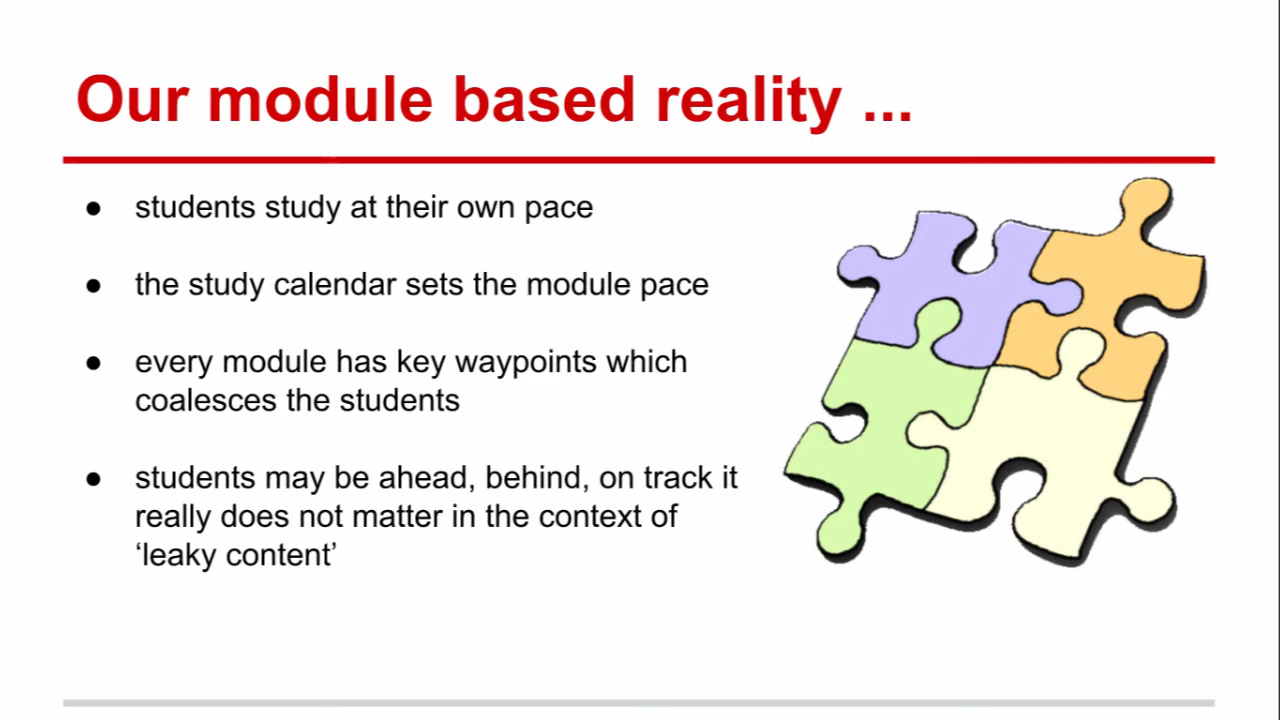 Our module based reality ...
● students study at their own pace
● the study calendar sets the module pace
● every module has key waypoints which
coalesces the students
● students may be ahead, behind, on track it
really does not matter in the context of
‘leaky content’